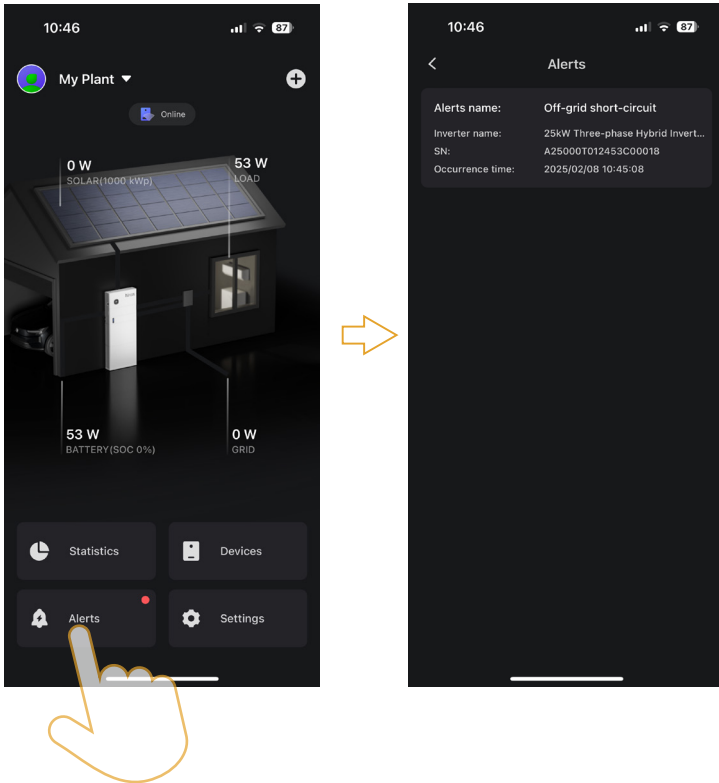 10:46
87
My Plant
Online
0 W
SOLAR(1000 kWp)
53 W
LOAD
53 W
BATTERY(SOC 0%)
0 W
GRID
Statistics
Devices
Alerts
Settings
10:46
87
Alerts
Alerts name: Off-grid short-circuit
Inverter name: 25kW Three-phase Hybrid Invert...
SN: A25000T012453C00018
Occurrence time: 2025/02/08 10:45:08